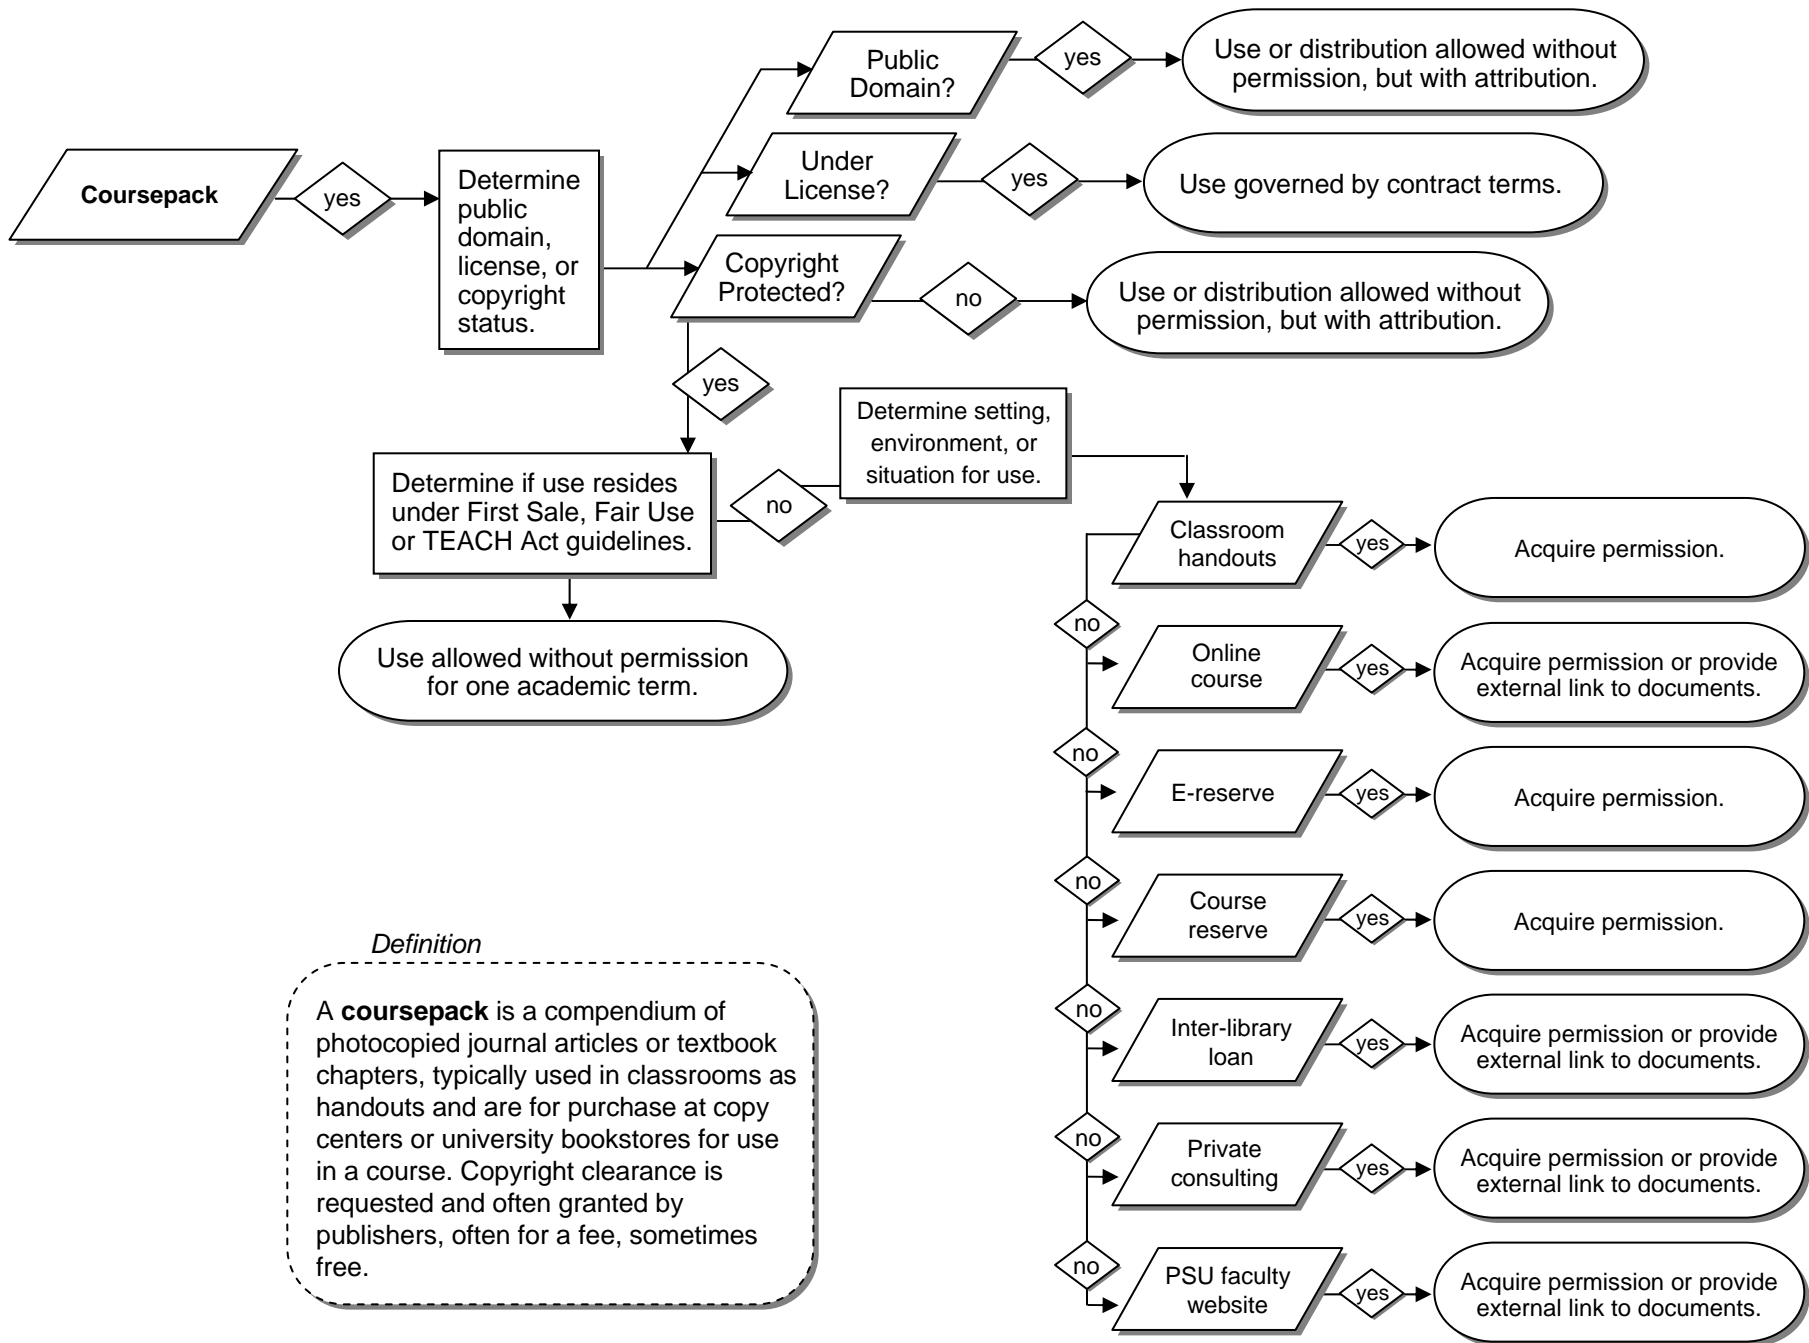 Public
Domain?
yes
Use or distribution allowed without
permission, but with attribution.
Coursepack
yes
Determine
public
domain,
license, or
copyright
status.
Under
License?
yes
Use governed by contract terms.
Copyright
Protected?
no
Use or distribution allowed without
permission, but with attribution.
yes
Determine if use resides
under First Sale, Fair Use
or TEACH Act guidelines.
no
Determine setting,
environment, or
situation for use.
Use allowed without permission
for one academic term.
Classroom
handouts
yes
Acquire permission.
no
Online
course
yes
Acquire permission or provide
external link to documents.
no
E-reserve
yes
Acquire permission.
no
Course
reserve
yes
Acquire permission.
no
Inter-library
loan
yes
Acquire permission or provide
external link to documents.
no
Private
consulting
yes
Acquire permission or provide
external link to documents.
no
PSU faculty
website
yes
Acquire permission or provide
external link to documents.
Definition
A coursepack is a compendium of
photocopied journal articles or textbook
chapters, typically used in classrooms as
handouts and are for purchase at copy
centers or university bookstores for use
in a course. Copyright clearance is
requested and often granted by
publishers, often for a fee, sometimes
free.